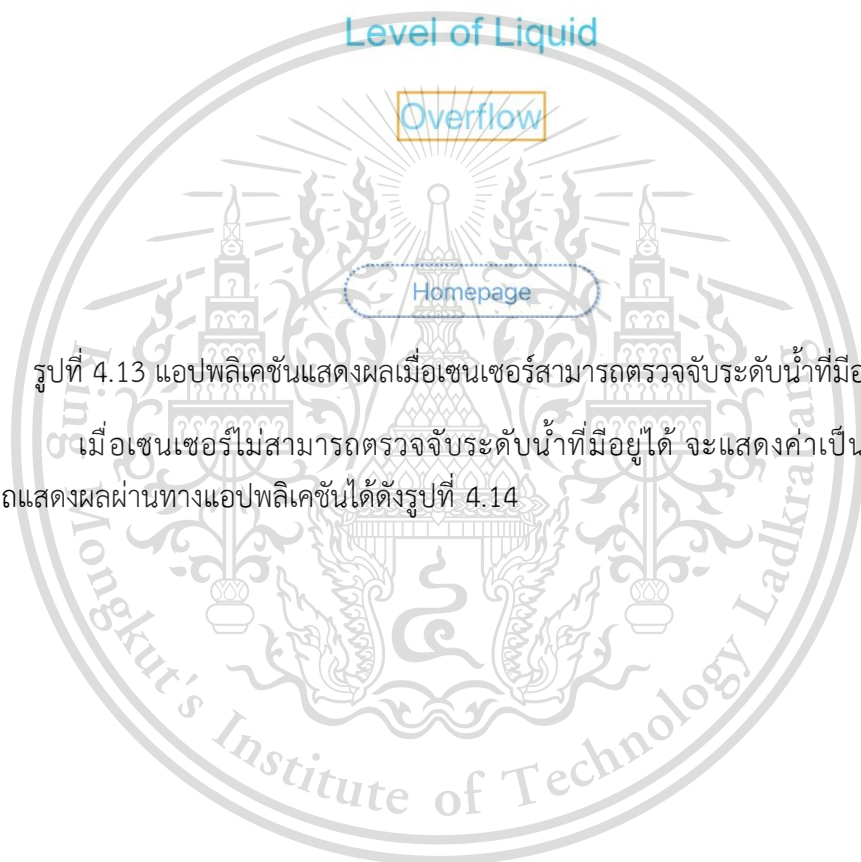 Level of Liquid
Overflow
Homepage
รูปที่ 4.13 แอปพลิเคชันแสดงผลเมื่อเซนเซอร์สามารถตรวจจับระดับน้ำที่มีอ
เมื่อเซนเซอร์ไม่สามารถตรวจจับระดับน้ำที่มีอยู่ได้ จะแสดงค่าเป็น
ถแสดงผลผ่านทางแอปพลิเคชันได้ดังรูปที่ 4.14
King Mongkut's Institute of Technology Ladkrabang